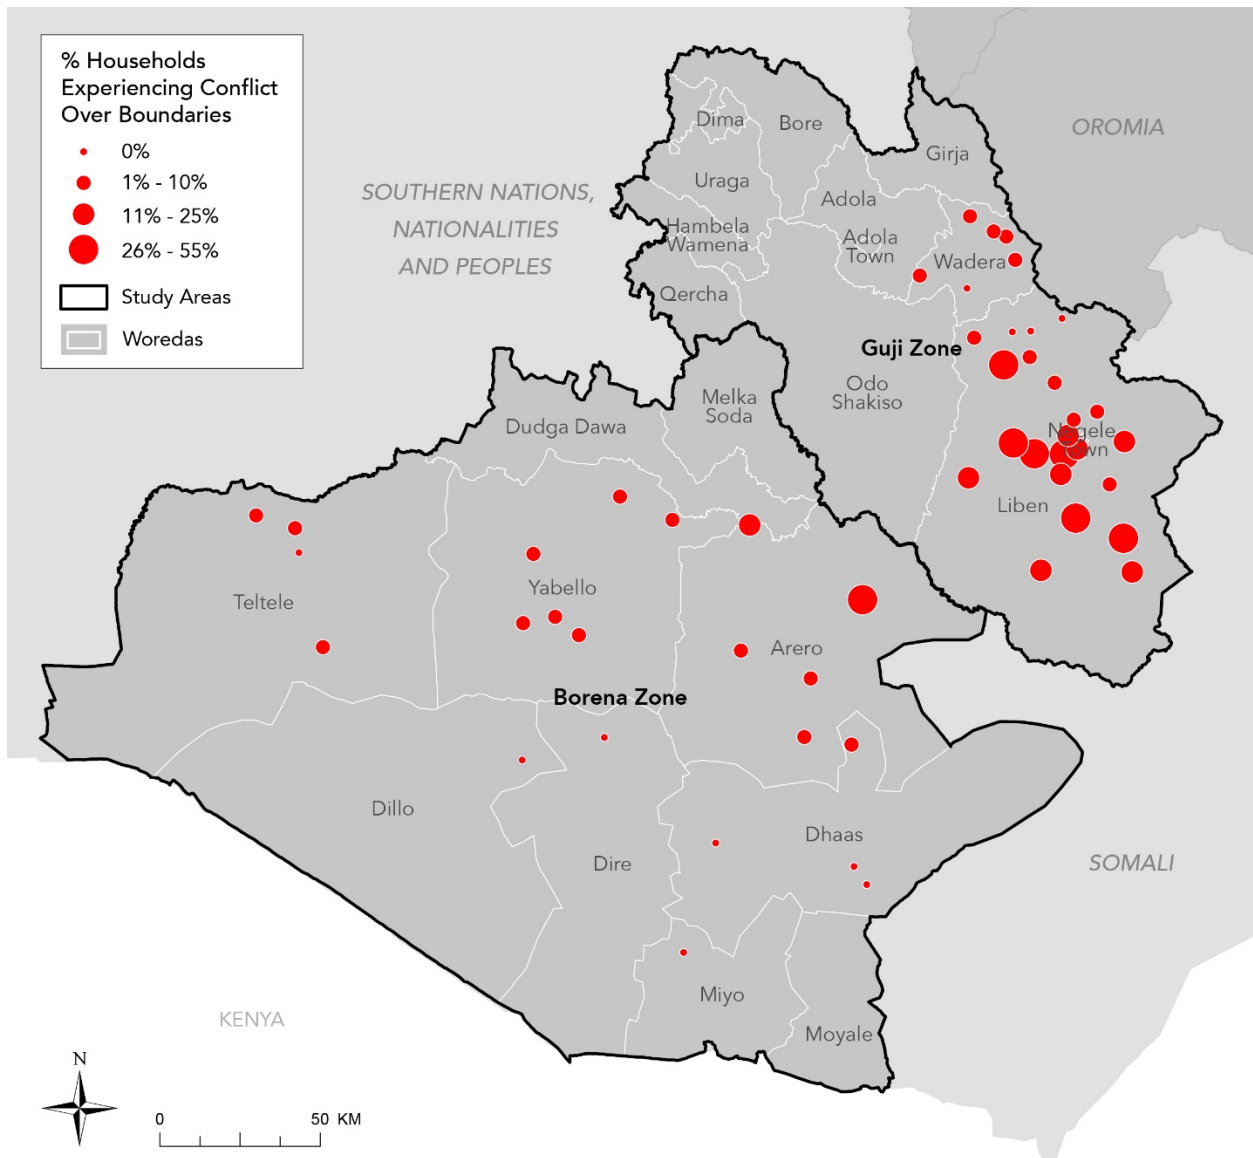 % Households
Experiencing Conflict
Over Boundaries
0%
1% - 10%
11% - 25%
26% - 55%
Study Areas
Woredas
SOUTHERN NATIONS,
NATIONALITIES
AND PEOPLES
OROMIA
Dima
Bore
Girja
Uraga
Adola
Hambela
Wamena
Adola
Town
Wadera
Qercha
Guji Zone
Odo
Shakiso
Melka
Soda
Dudga Dawa
Negele
Town
Liben
Teltele
Yabello
Arero
Borena Zone
Dillo
Dire
Dhaas
SOMALI
Miyo
Moyale
KENYA
N
0 50 KM